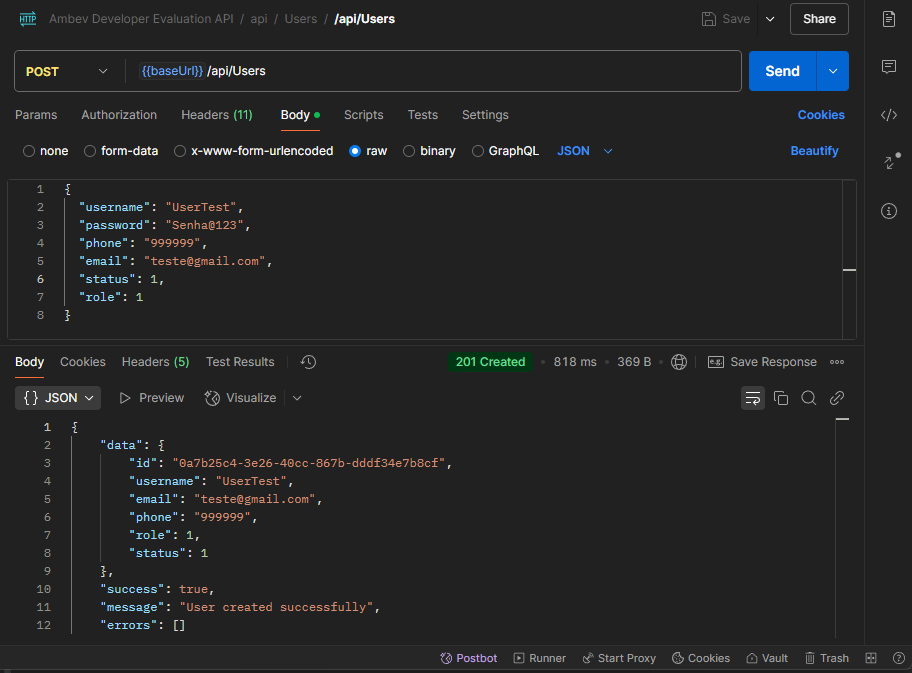 HTTP Ambev Developer Evaluation API / api / Users / /api/Users Save Share
POST {{baseUrl}} /api/Users Send
Params Authorization Headers (11) Body Scripts Tests Settings Cookies
none form-data x-www-form-urlencoded raw binary GraphQL JSON Beautify
1 {
2 "username": "UserTest",
3 "password": "Senha@123",
4 "phone": "999999",
5 "email": "teste@gmail.com",
6 "status": 1,
7 "role": 1
8 }
Body Cookies Headers (5) Test Results 201 Created 818 ms 369 B e.g. Save Response
{} JSON Preview Visualize
1 {
2 "data": {
3 "id": "0a7b25c4-3e26-40cc-867b-dddf34e7b8cf",
4 "username": "UserTest",
5 "email": "teste@gmail.com",
6 "phone": "999999",
7 "role": 1,
8 "status": 1
9 },
10 "success": true,
11 "message": "User created successfully",
12 "errors": []
Postbot Runner Start Proxy Cookies Vault Trash